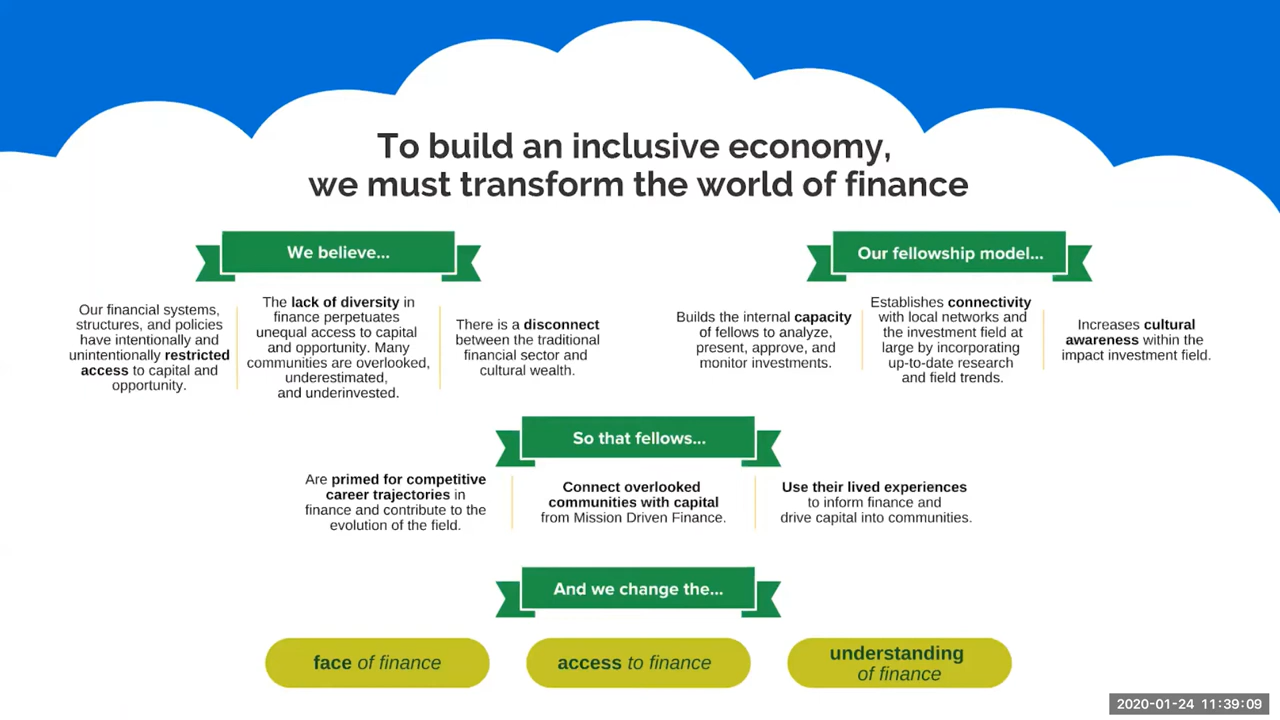 To build an inclusive economy,
we must transform the world of finance
We believe...
Our financial systems,
structures, and policies
have intentionally and
unintentionally restricted
access to capital and
opportunity.
The lack of diversity in
finance perpetuates
unequal access to capital
and opportunity. Many
communities are overlooked,
underestimated,
and underinvested.
There is a disconnect
between the traditional
financial sector and
cultural wealth.
Our fellowship model...
Builds the internal capacity
of fellows to analyze,
present, approve, and
monitor investments.
Establishes connectivity
with local networks and
the investment field at
large by incorporating
up-to-date research
and field trends.
Increases cultural
awareness within the
impact investment field.
So that fellows...
Are primed for competitive
career trajectories in
finance and contribute to the
evolution of the field.
Connect overlooked
communities with capital
from Mission Driven Finance.
Use their lived experiences
to inform finance and
drive capital into communities.
And we change the...
face of finance
access to finance
understanding
of finance
2020-01-24 11:39:09